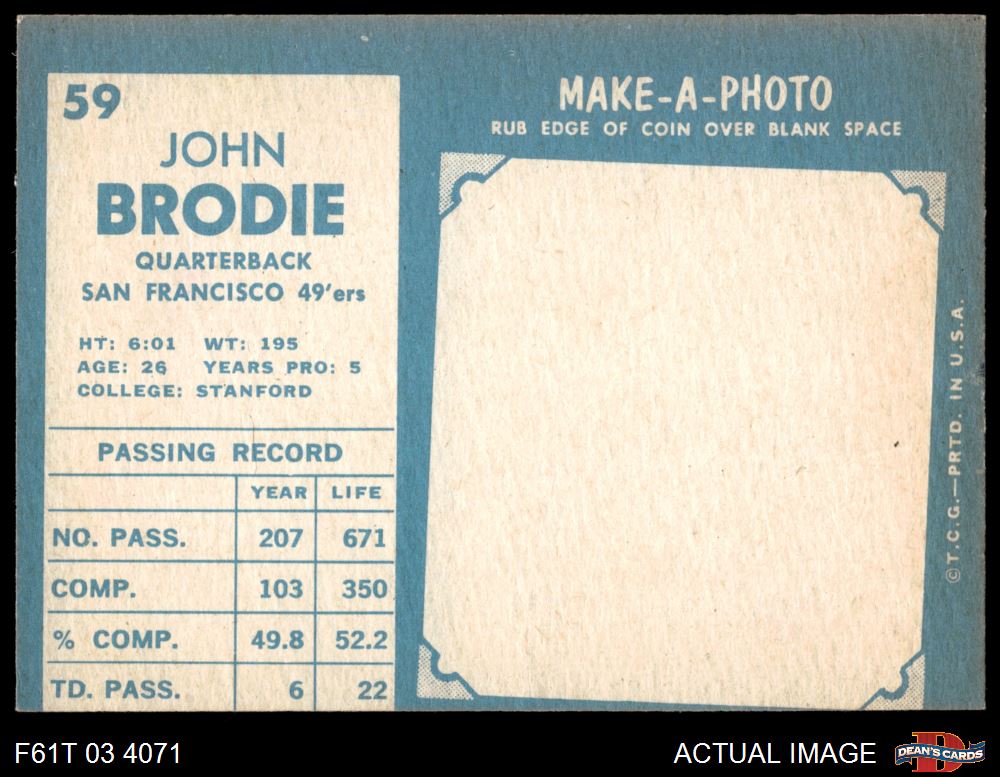 59
JOHN
BRODIE
QUARTERBACK
SAN FRANCISCO 49'ers
HT: 6:01 WT: 195
AGE: 26 YEARS PRO: 5
COLLEGE: STANFORD
PASSING RECORD
YEAR LIFE
NO. PASS. 207 671
COMP. 103 350
% COMP. 49.8 52.2
TD. PASS. 6 22
MAKE-A-PHOTO
RUB EDGE OF COIN OVER BLANK SPACE
©T.C.G.—PRTD. IN U.S.A.
F61T 03 4071
ACTUAL IMAGE
D
DEAN'S CARDS